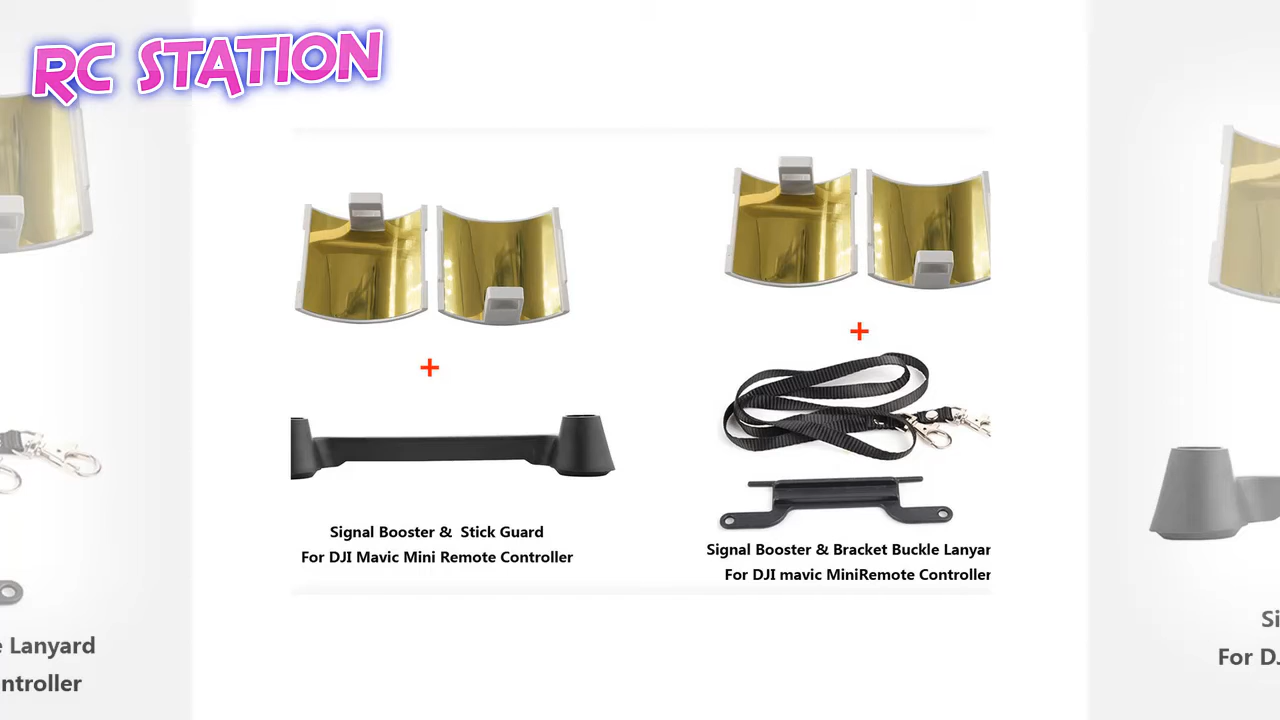 RC STATION
Signal Booster & Stick Guard
For DJI Mavic Mini Remote Controller
Signal Booster & Bracket Buckle Lanyar
For DJI mavic MiniRemote Controller
e Lanyard
ntroller
Si
For D